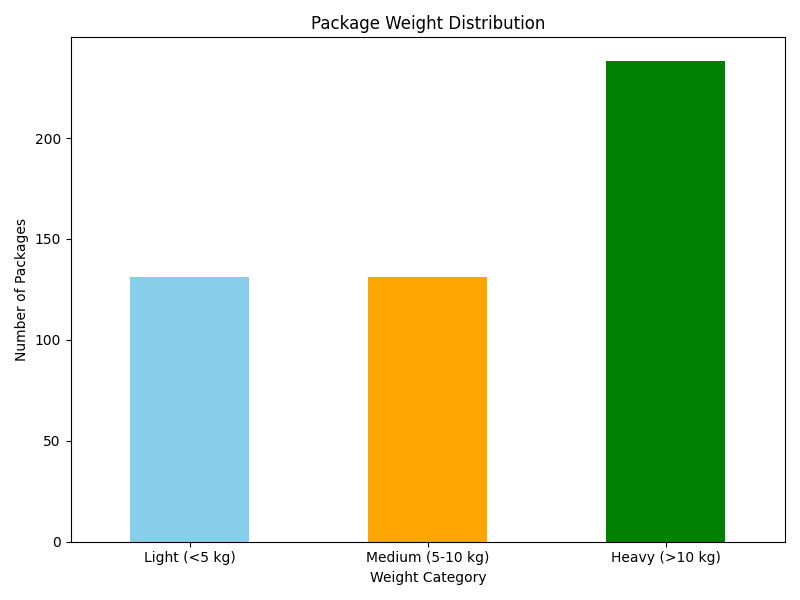 Package Weight Distribution
Number of Packages
200
150
100
50
0
Light (<5 kg)
Medium (5-10 kg)
Heavy (>10 kg)
Weight Category